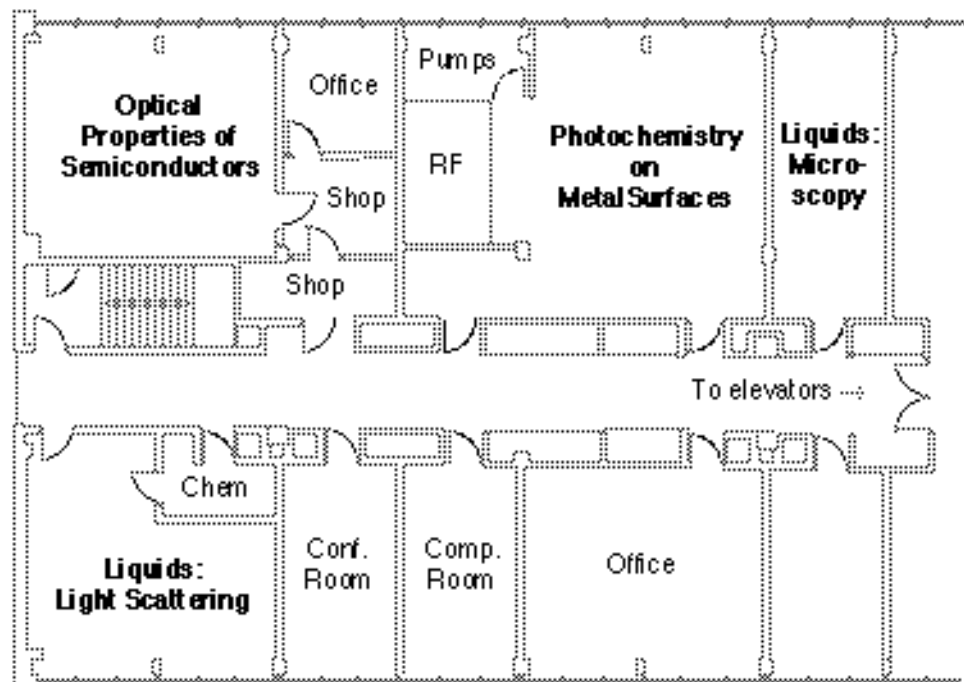 Pumps
Office
Optical
Properties of
Semiconductors
Photochemistry
on
Metal Surfaces
Liquids:
Micro-
scopy
RF
Shop
Shop
To elevators
Chem
Conf.
Room
Comp.
Room
Office
Liquids:
Light Scattering